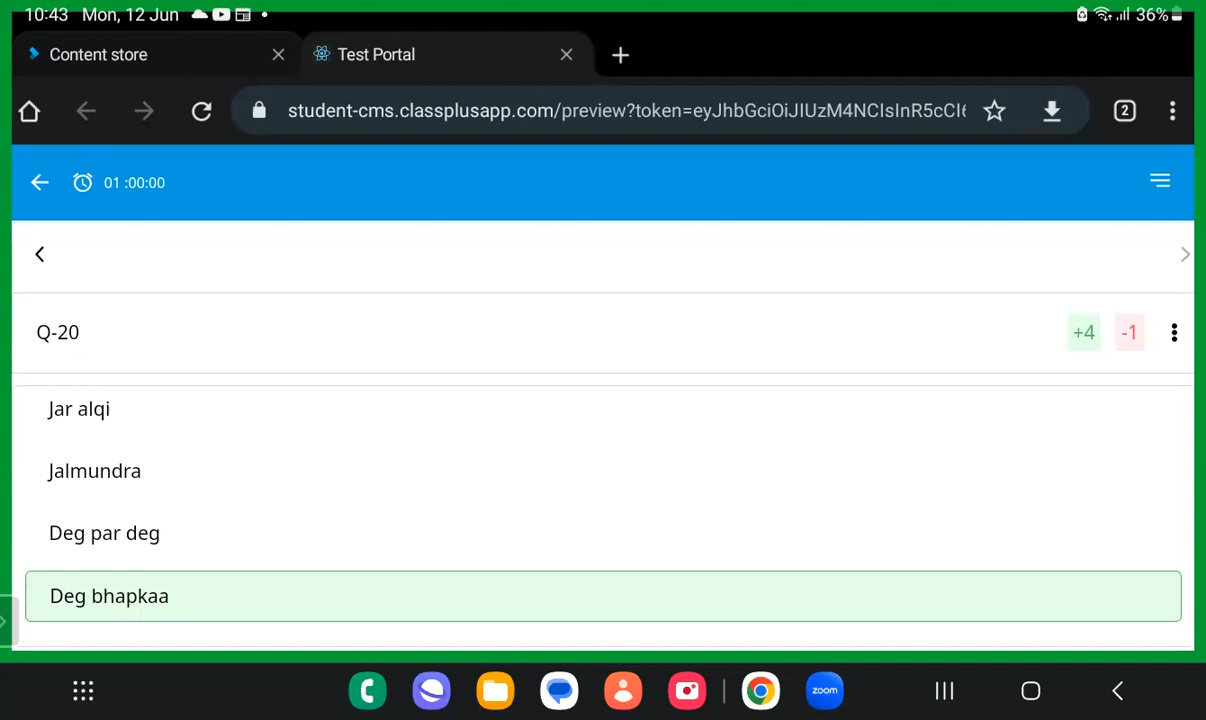 10:43 Mon, 12 Jun 36%
Content store
Test Portal
student-cms.classplusapp.com/preview?token=eyJhbGciOiJIUzM4NCIsInR5cCI6
2
01 :00:00
Q-20
+4 -1
Jar alqi
Jalmundra
Deg par deg
Deg bhapkaa
zoom